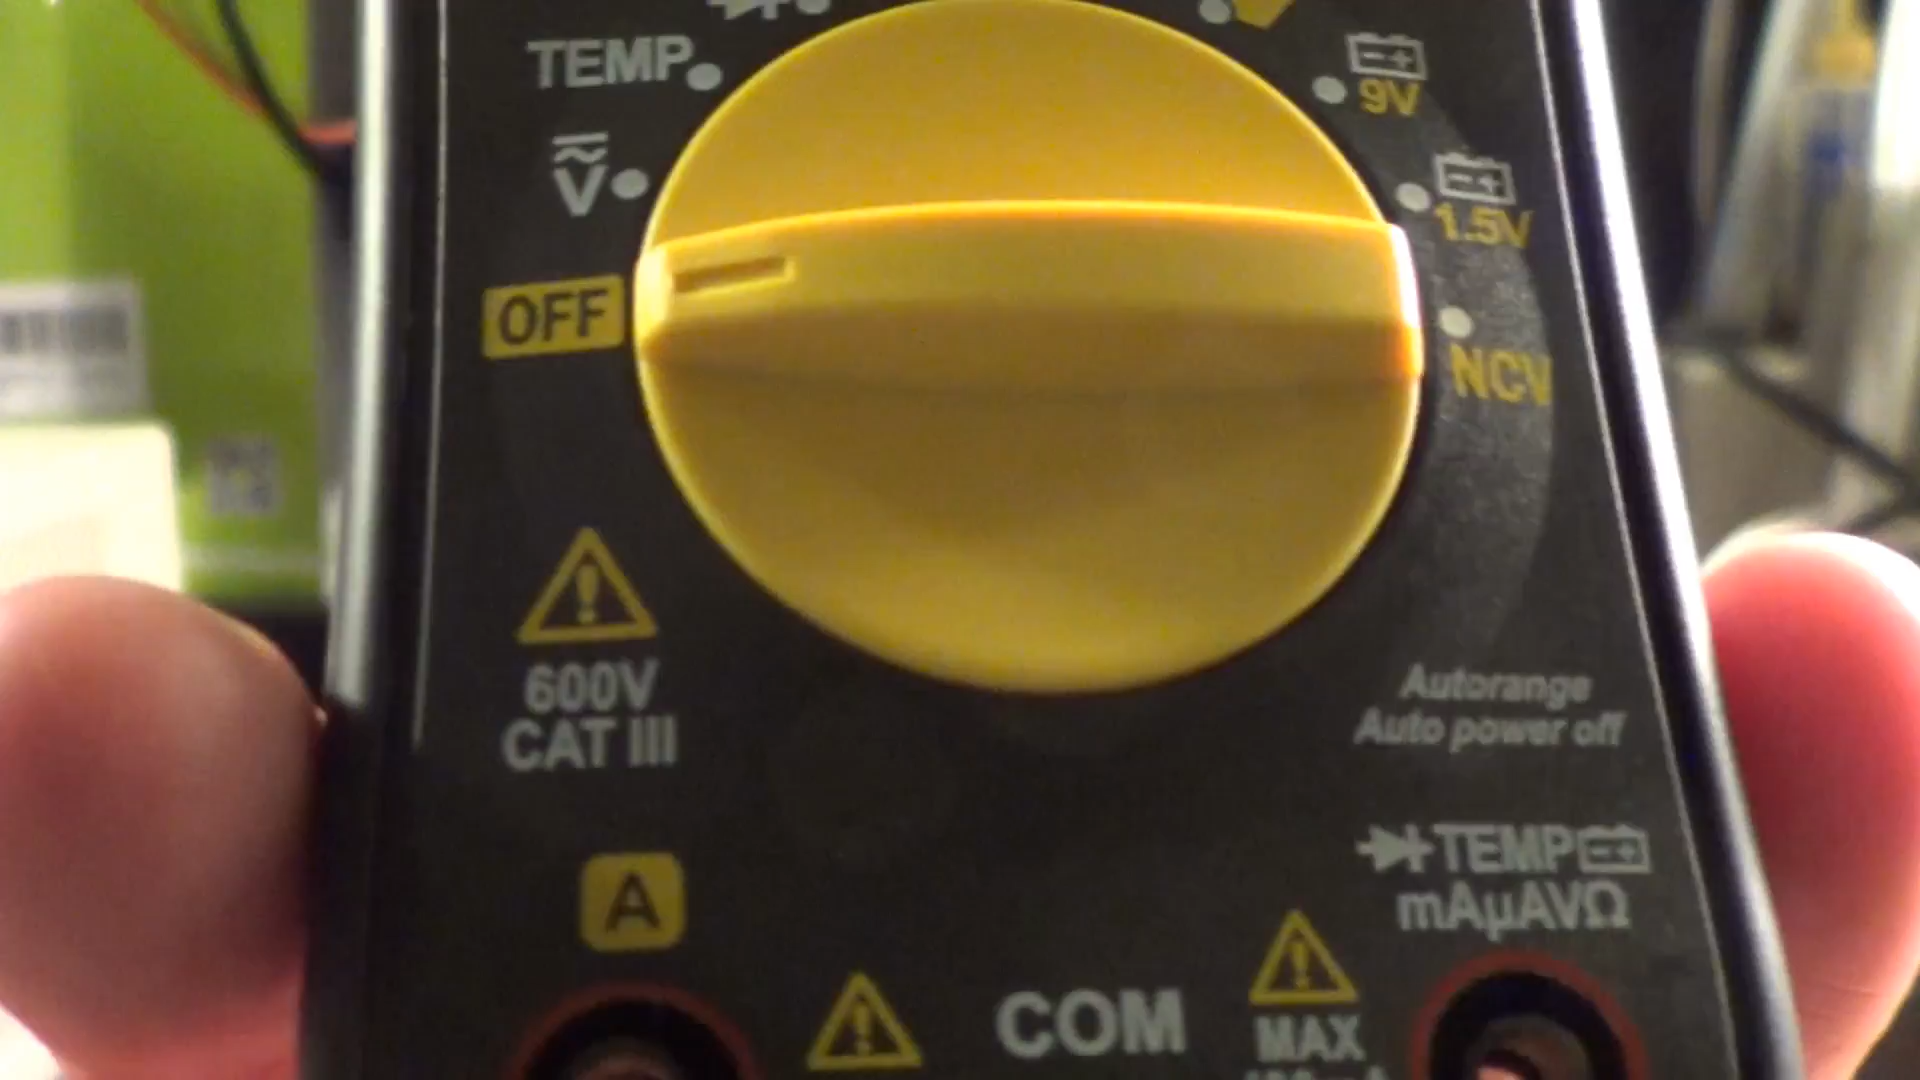 TEMP
9V
V
1.5V
OFF
NCV
600V
CAT III
Autorange
Auto power off
A
TEMP
mAµAVΩ
COM
MAX